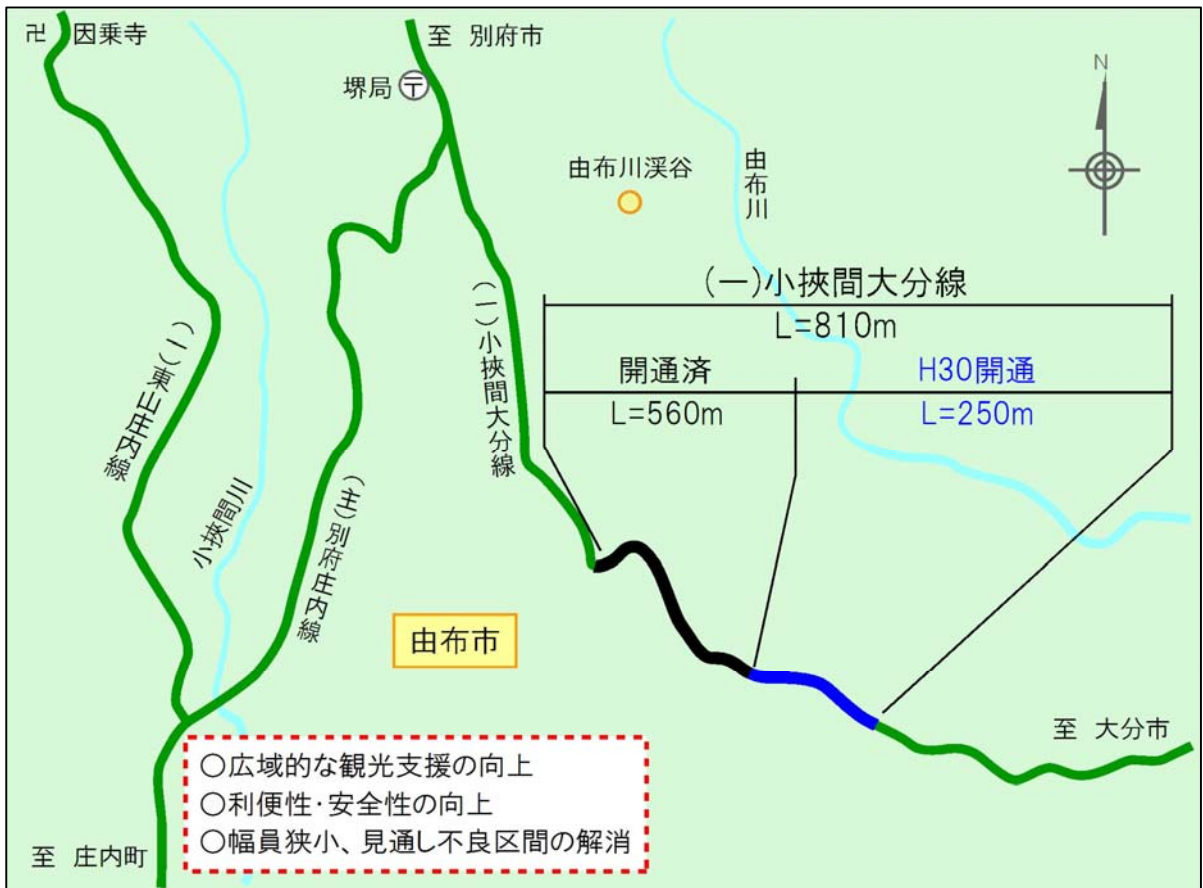 卍 因乗寺
至 別府市
堺局 〒
N
由布川渓谷
由布川
(一)小挾間大分線
L=810m
開通済
H30開通
L=560m
L=250m
(一)小挾間大分線
(一)東山庄内線
小挾間川
(主)別府庄内線
由布市
至 大分市
○広域的な観光支援の向上
○利便性・安全性の向上
○幅員狭小、見通し不良区間の解消
至 庄内町